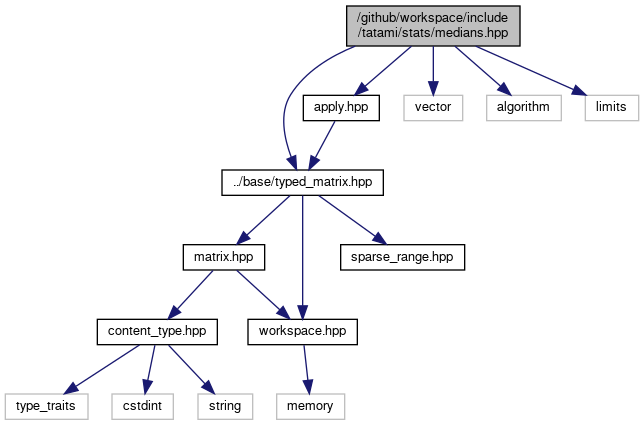 /github/workspace/include
/tatami/stats/medians.hpp
apply.hpp
vector
algorithm
limits
../base/typed_matrix.hpp
matrix.hpp
sparse_range.hpp
content_type.hpp
workspace.hpp
type_traits
cstdint
string
memory